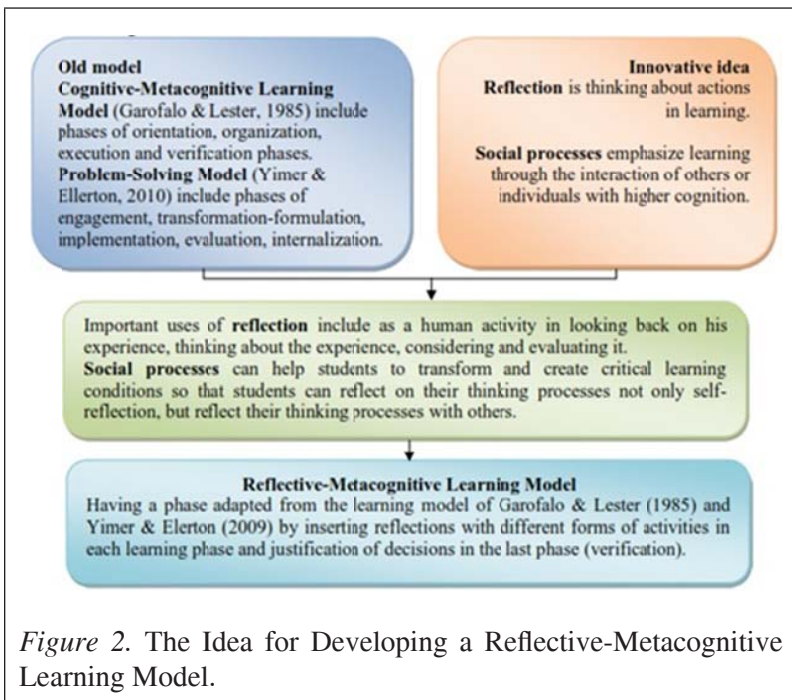 Old model
Cognitive-Metacognitive Learning
Model (Garofalo & Lester, 1985) include
phases of orientation, organization,
execution and verification phases.
Problem-Solving Model (Yimer &
Ellerton, 2010) include phases of
engagement, transformation-formulation,
implementation, evaluation, internalization.
Innovative idea
Reflection is thinking about actions
in learning.
Social processes emphasize learning
through the interaction of others or
individuals with higher cognition.
Important uses of reflection include as a human activity in looking back on his
experience, thinking about the experience, considering and evaluating it.
Social processes can help students to transform and create critical learning
conditions so that students can reflect on their thinking processes not only self-
reflection, but reflect their thinking processes with others.
Reflective-Metacognitive Learning Model
Having a phase adapted from the learning model of Garofalo & Lester (1985) and
Yimer & Elerton (2009) by inserting reflections with different forms of activities in
each learning phase and justification of decisions in the last phase (verification).
Figure 2. The Idea for Developing a Reflective-Metacognitive
Learning Model.